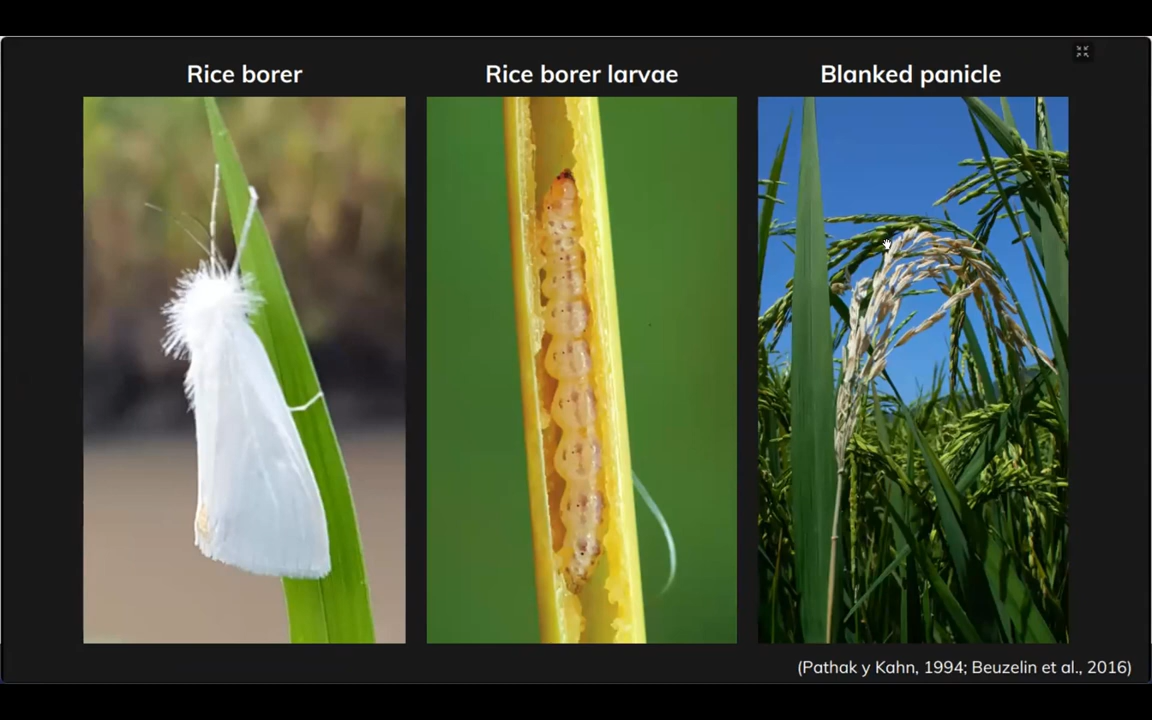 Rice borer
Rice borer larvae
Blanked panicle
(Pathak y Kahn, 1994; Beuzelin et al., 2016)